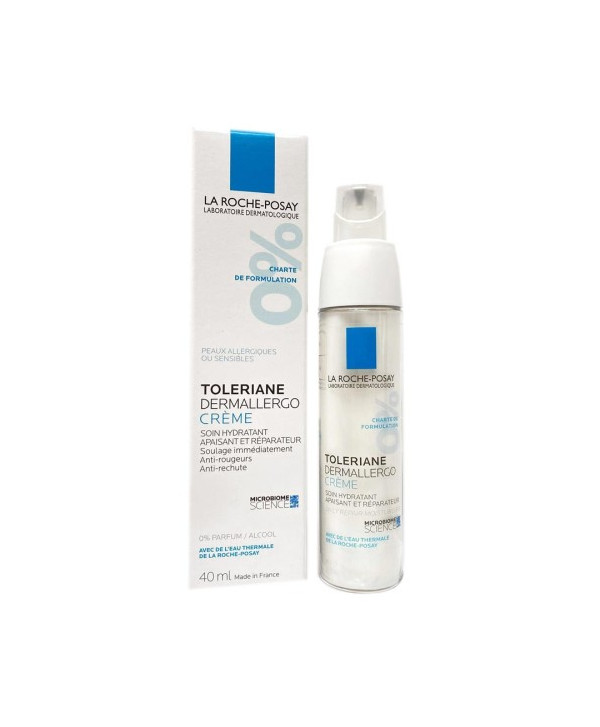 LA ROCHE-POSAY
LABORATOIRE DERMATOLOGIQUE
0%
CHARTE
DE FORMULATION
PEAUX ALLERGIQUES
OU SENSIBLES
TOLERIANE
DERMALLERGO
CRÈME
SOIN HYDRATANT
APAISANT ET RÉPARATEUR
Soulage immédiatement
Anti-rougeurs
Anti-rechute
MICROBIOME
SCIENCE
0% PARFUM / ALCOOL
AVEC DE L'EAU THERMALE
DE LA ROCHE-POSAY
40 ml Made in France
LA ROCHE-POSAY
LABORATOIRE DERMATOLOGIQUE
0%
CHARTE DE
FORMULATION
TOLERIANE
DERMALLERGO
CRÈME
SOIN HYDRATANT
APAISANT ET RÉPARATEUR
MICROBIOME
SCIENCE
AVEC DE L'EAU THERMALE
DE LA ROCHE-POSAY